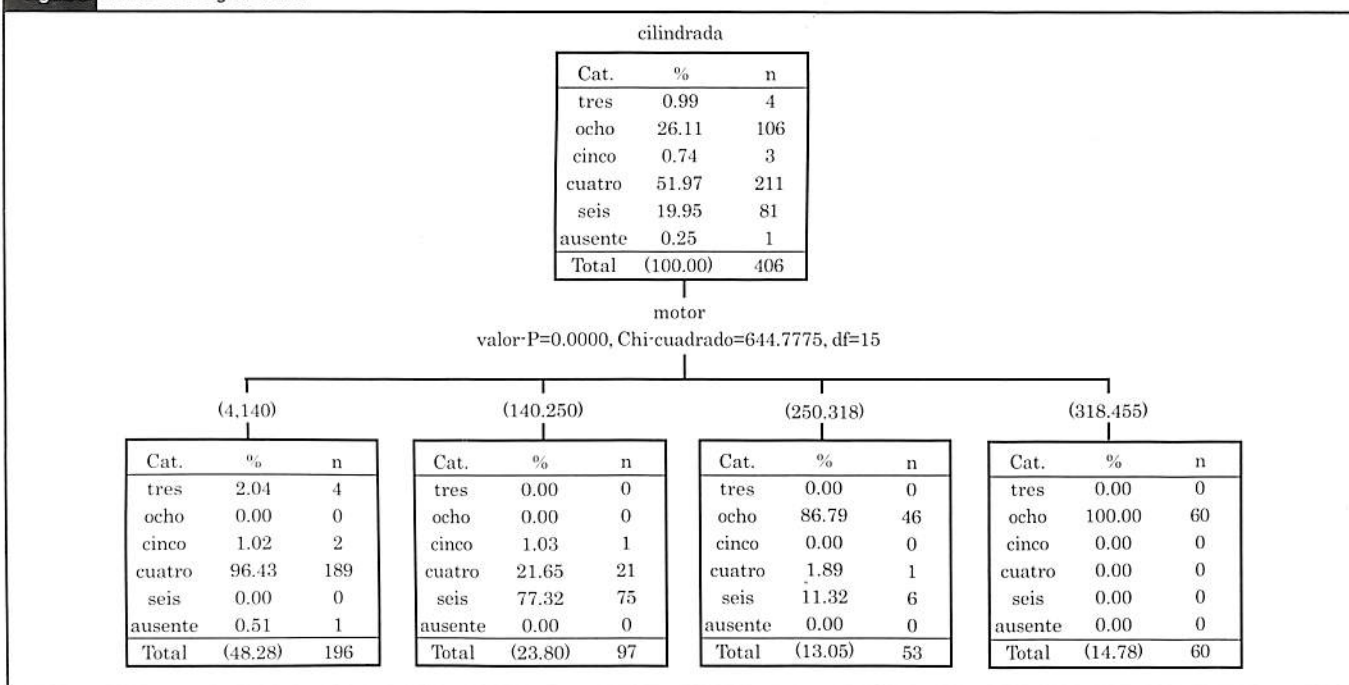 cilindrada
Cat. % n
tres 0.99 4
ocho 26.11 106
cinco 0.74 3
cuatro 51.97 211
seis 19.95 81
ausente 0.25 1
Total (100.00) 406
motor
valor-P=0.0000, Chi-cuadrado=644.7775, df=15
(4,140)
Cat. % n
tres 2.04 4
ocho 0.00 0
cinco 1.02 2
cuatro 96.43 189
seis 0.00 0
ausente 0.51 1
Total (48.28) 196
(140.250)
Cat. % n
tres 0.00 0
ocho 0.00 0
cinco 1.03 1
cuatro 21.65 21
seis 77.32 75
ausente 0.00 0
Total (23.80) 97
(250.318)
Cat. % n
tres 0.00 0
ocho 86.79 46
cinco 0.00 0
cuatro 1.89 1
seis 11.32 6
ausente 0.00 0
Total (13.05) 53
(318.455)
Cat. % n
tres 0.00 0
ocho 100.00 60
cinco 0.00 0
cuatro 0.00 0
seis 0.00 0
ausente 0.00 0
Total (14.78) 60